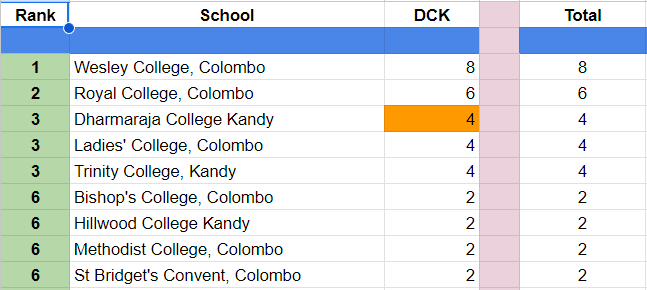 Rank School DCK Total
1 Wesley College, Colombo 8 8
2 Royal College, Colombo 6 6
3 Dharmaraja College Kandy 4 4
3 Ladies' College, Colombo 4 4
3 Trinity College, Kandy 4 4
6 Bishop's College, Colombo 2 2
6 Hillwood College Kandy 2 2
6 Methodist College, Colombo 2 2
6 St Bridget's Convent, Colombo 2 2